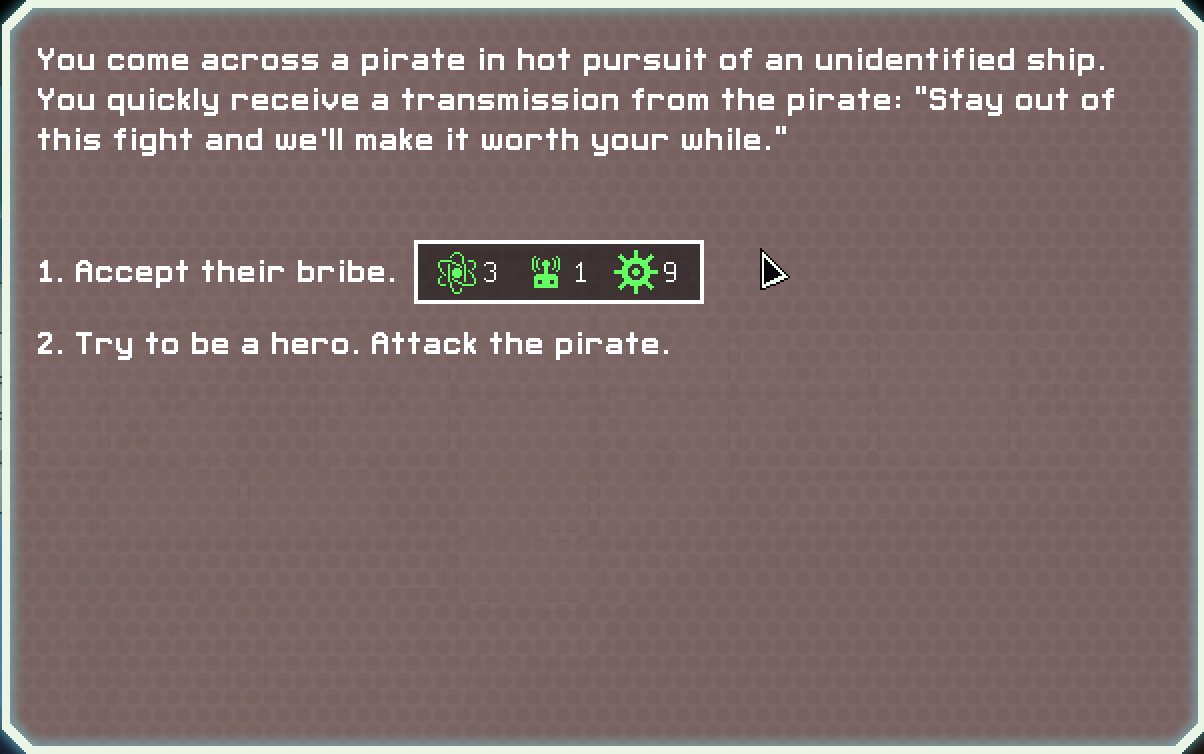 You come across a pirate in hot pursuit of an unidentified ship.
You quickly receive a transmission from the pirate: "Stay out of
this fight and we'll make it worth your while."
1. Accept their bribe. 3 1 9
2. Try to be a hero. Attack the pirate.